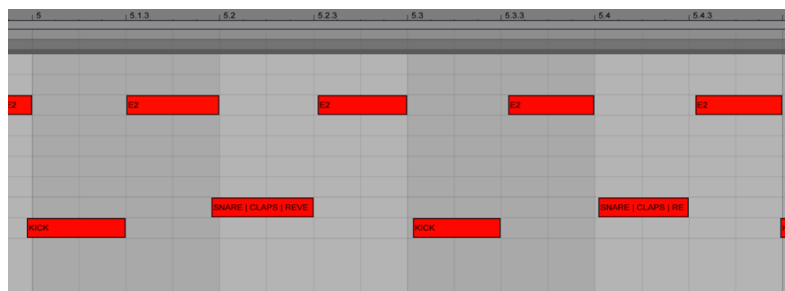 5 5.1.3 5.2 5.2.3 5.3 5.3.3 5.4 5.4.3
E2 E2 E2 E2 E2
SNARE | CLAPS | REVE SNARE | CLAPS | RE
KICK KICK